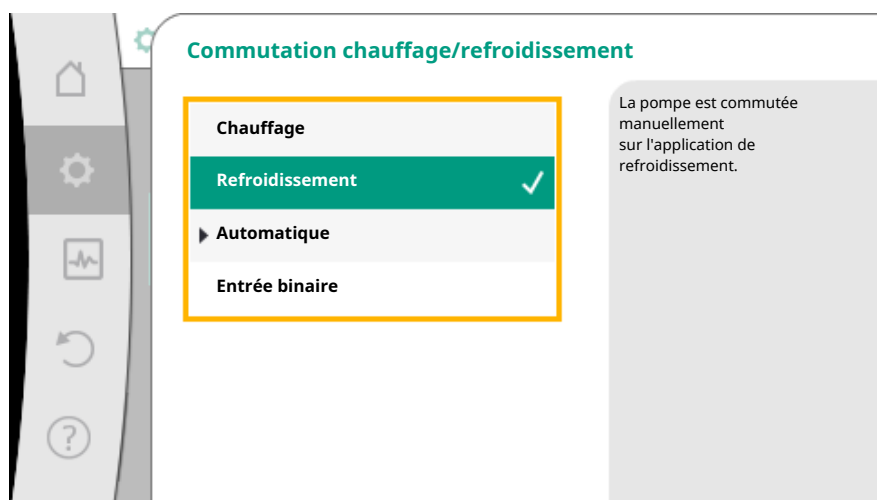 Commutation chauffage/refroidissement
Chauffage
Refroidissement
Automatique
Entrée binaire
La pompe est commutée
manuellement
sur l'application de
refroidissement.
?